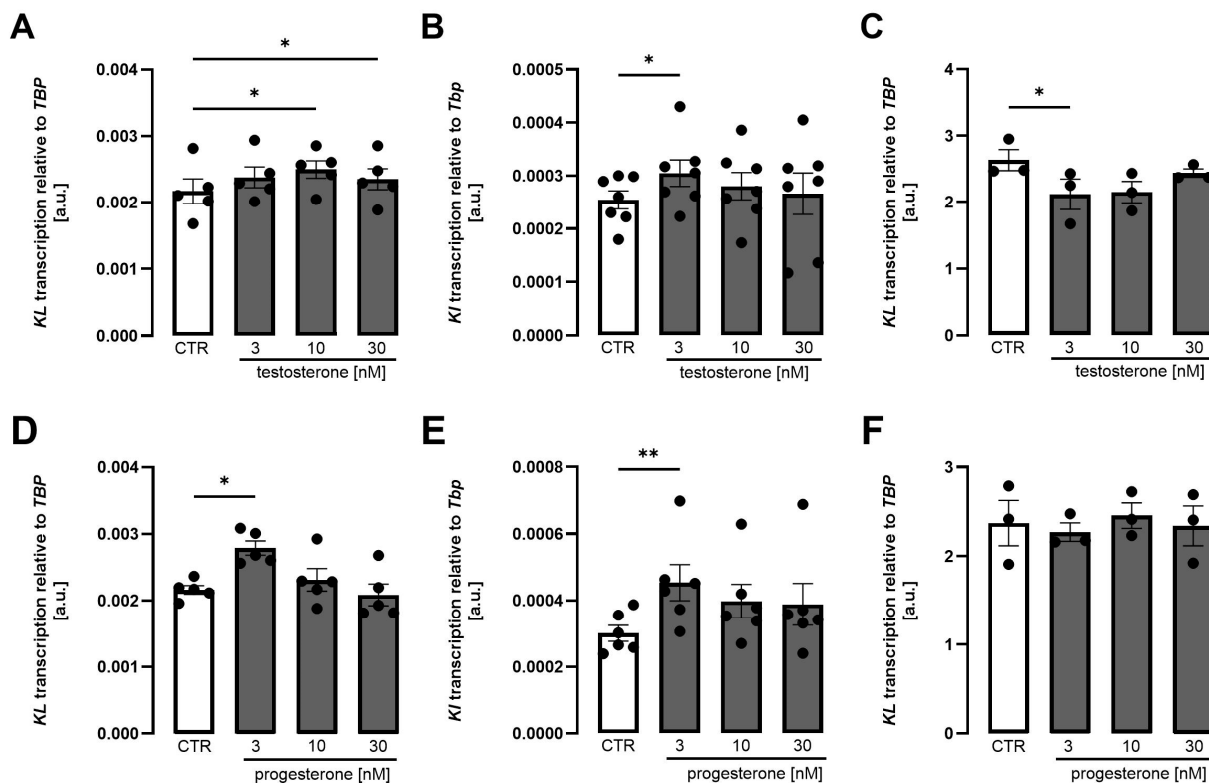 A
KL transcription relative to TBP
[a.u.]
0.004
0.003
0.002
0.001
0.000
*
*
CTR
3
10
30
testosterone [nM]
B
Kl transcription relative to Tbp
[a.u.]
0.0005
0.0004
0.0003
0.0002
0.0001
0.0000
*
CTR
3
10
30
testosterone [nM]
C
KL transcription relative to TBP
[a.u.]
4
3
2
1
0
*
CTR
3
10
30
testosterone [nM]
D
KL transcription relative to TBP
[a.u.]
0.004
0.003
0.002
0.001
0.000
*
CTR
3
10
30
progesterone [nM]
E
Kl transcription relative to Tbp
[a.u.]
0.0008
0.0006
0.0004
0.0002
0.0000
**
CTR
3
10
30
progesterone [nM]
F
KL transcription relative to TBP
[a.u.]
3
2
1
0
CTR
3
10
30
progesterone [nM]